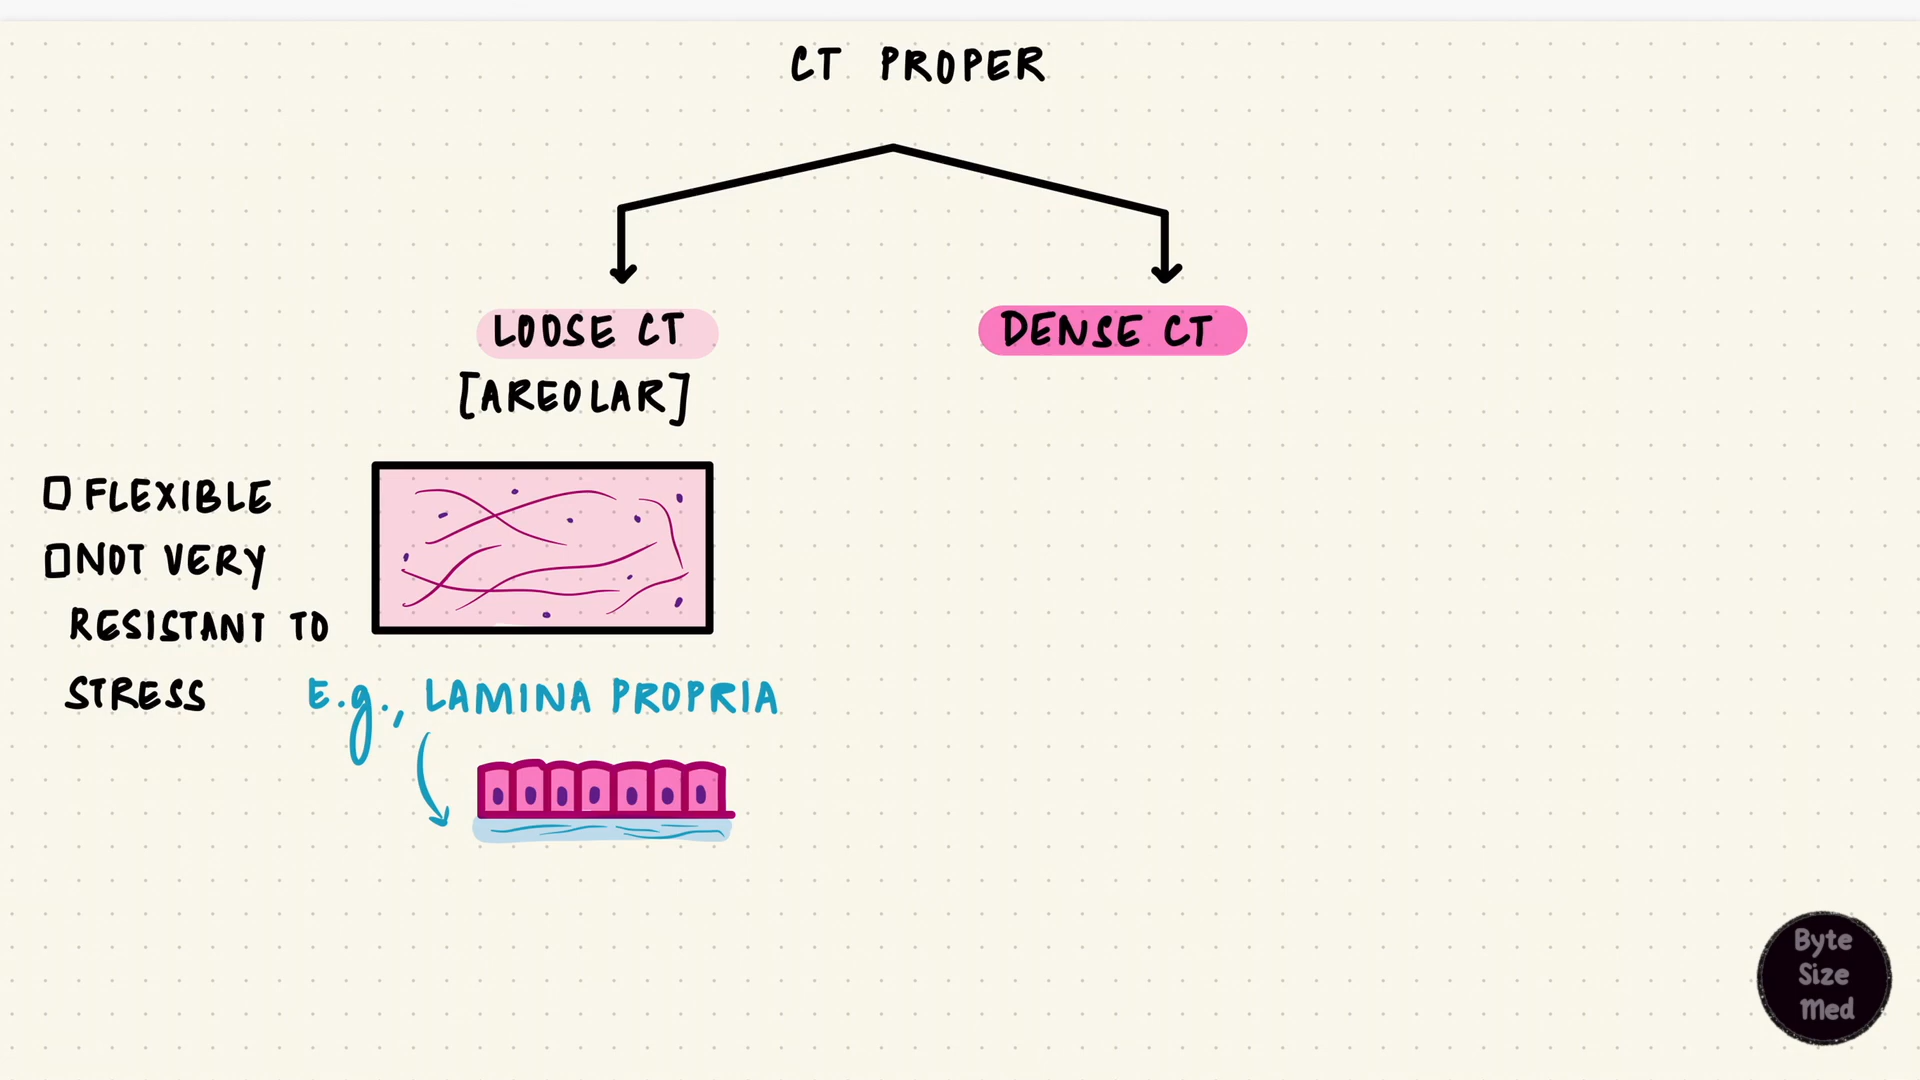 CT PROPER
LOOSE CT
DENSE CT
[AREOLAR]
FLEXIBLE
NOT VERY
RESISTANT TO
STRESS
E.g., LAMINA PROPRIA
Byte
Size
Med